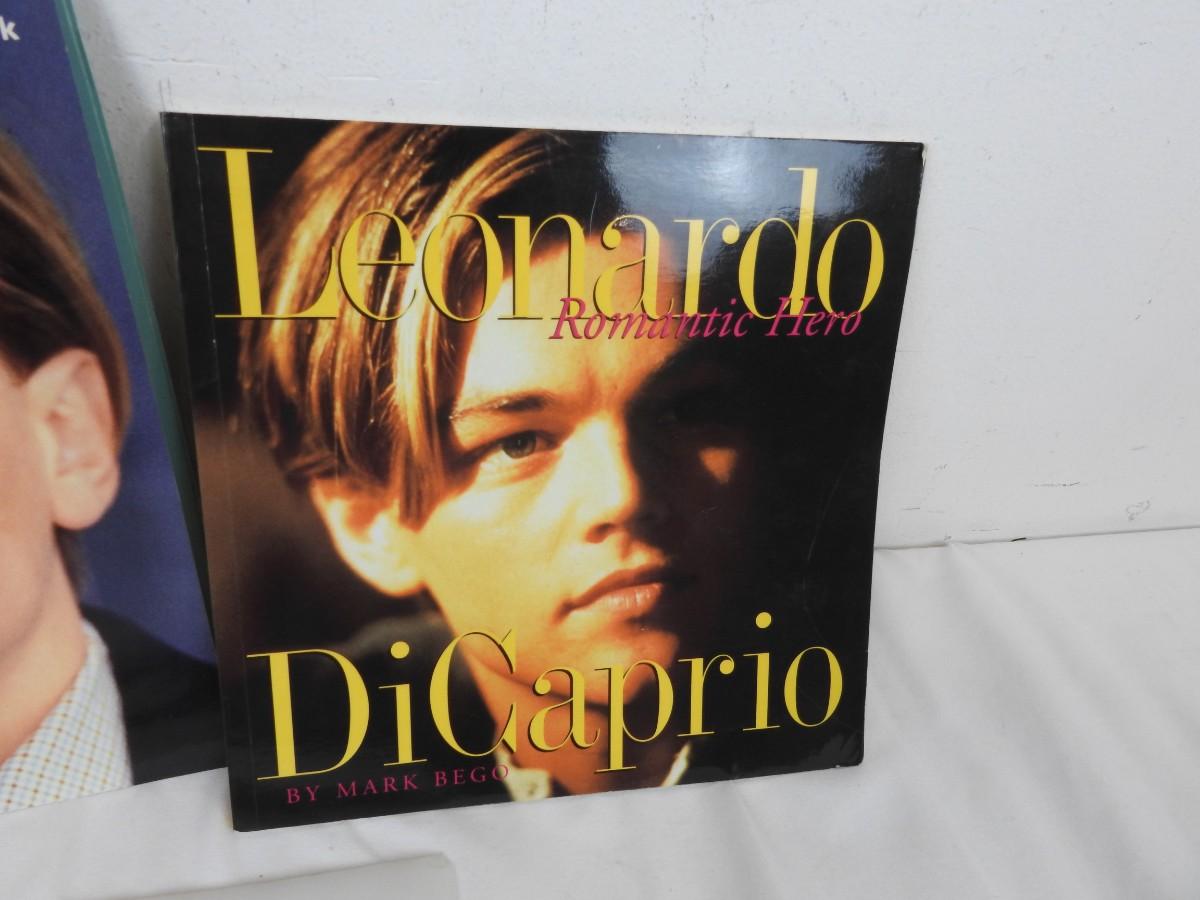 k
Leonardo
Romantic Hero
DiCaprio
BY MARK BEGO